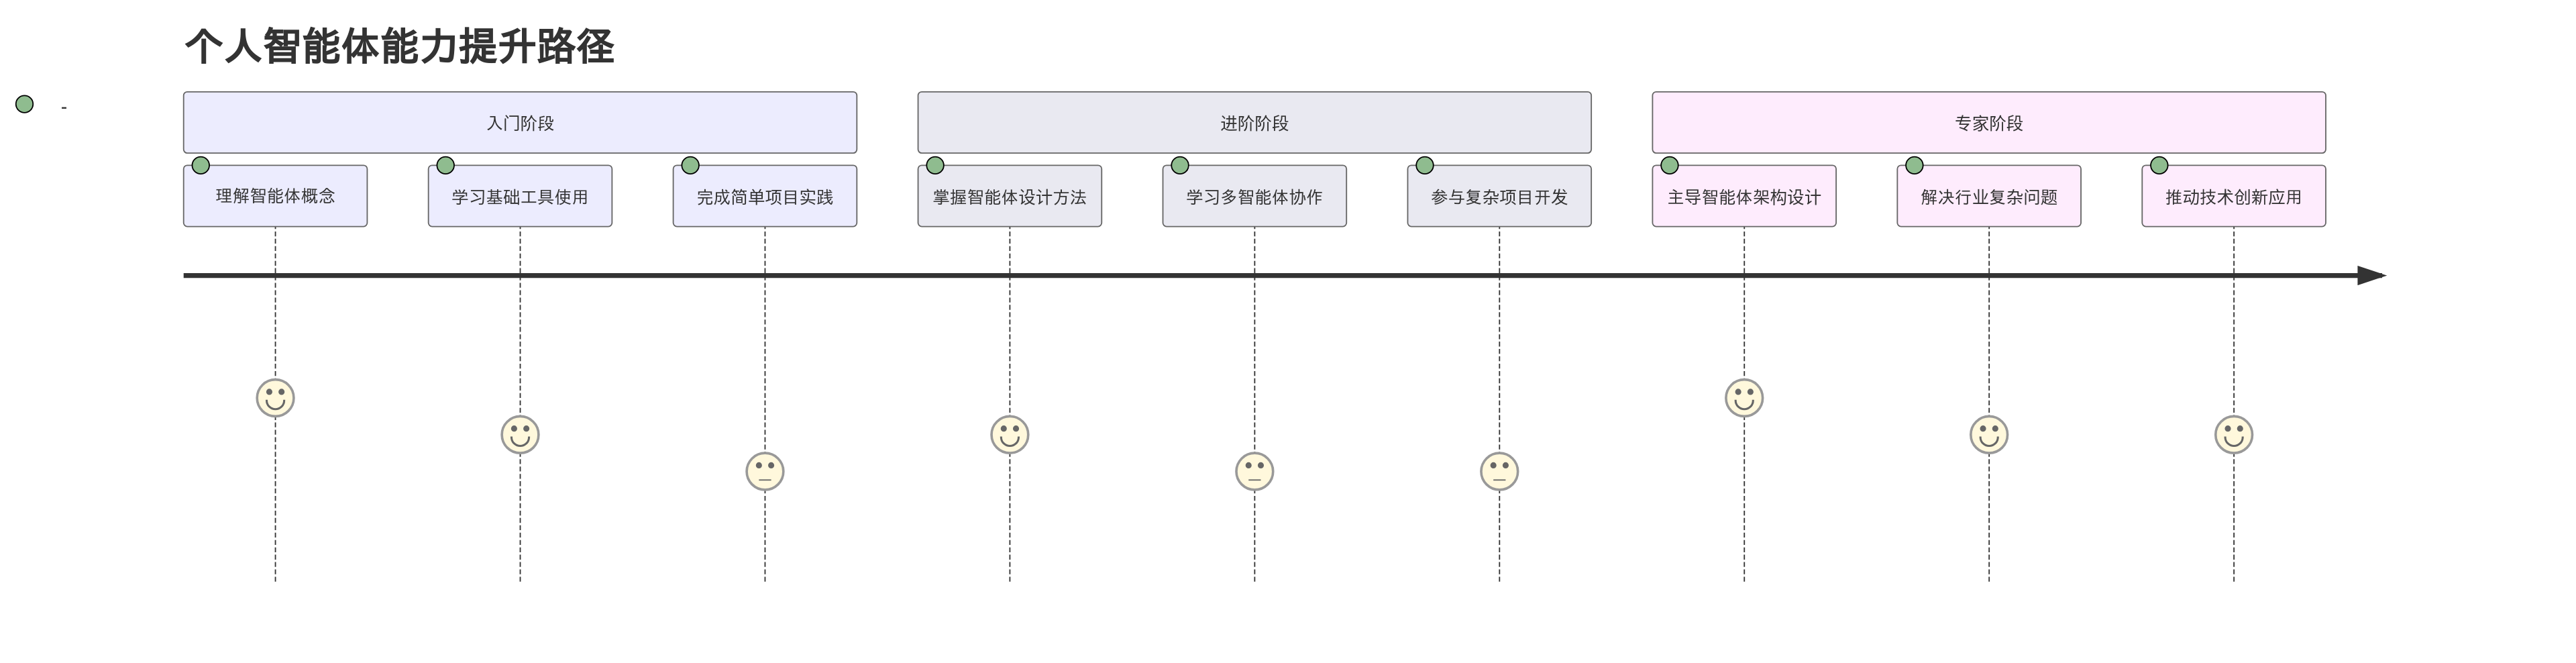 个人智能体能力提升路径
-
入门阶段
进阶阶段
专家阶段
理解智能体概念
学习基础工具使用
完成简单项目实践
掌握智能体设计方法
学习多智能体协作
参与复杂项目开发
主导智能体架构设计
解决行业复杂问题
推动技术创新应用